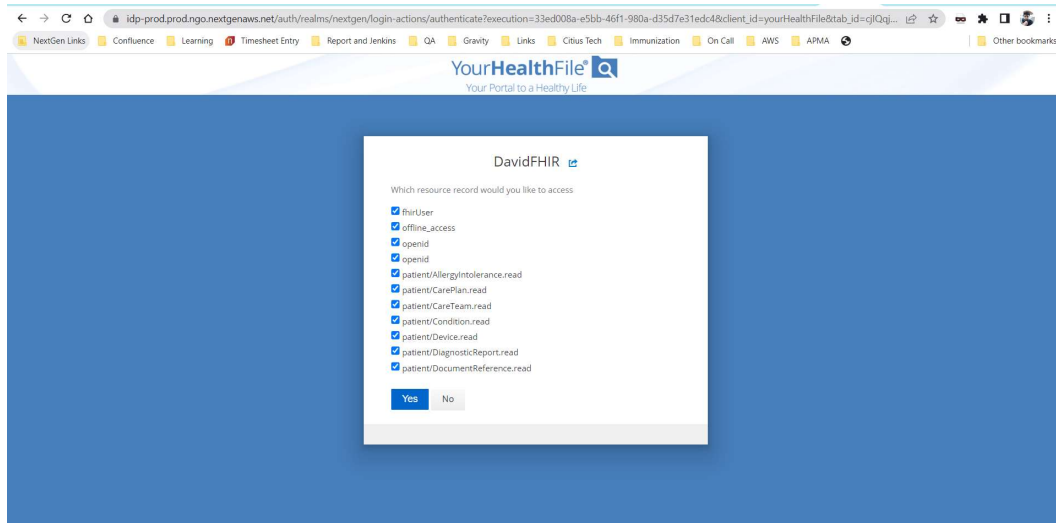 idp-prod.prod.ngo.nextgenaws.net/auth/realms/nextgen/login-actions/authenticate?execution=33ed008a-e5bb-46f1-980a-d35d7e31edc4&client_id=yourHealthFile&tab_id=cjIQqj...
NextGen Links Confluence Learning Timesheet Entry Report and Jenkins QA Gravity Links Citius Tech Immunization On Call AWS APMA Other bookmarks
YourHealthFile®
Your Portal to a Healthy Life
DavidFHIR
Which resource record would you like to access
fhirUser
offline_access
openid
openid
patient/AllergyIntolerance.read
patient/CarePlan.read
patient/CareTeam.read
patient/Condition.read
patient/Device.read
patient/DiagnosticReport.read
patient/DocumentReference.read
Yes No